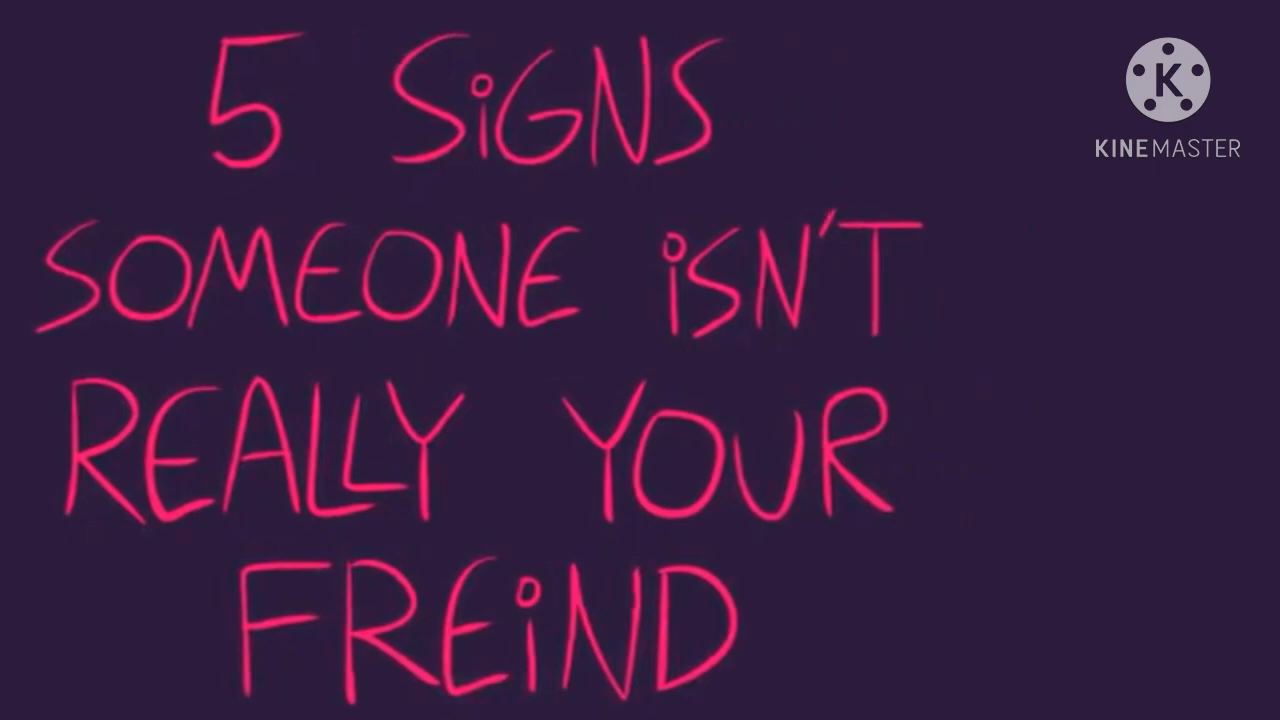 5 SiGNS
SOMEONE iSN'T
REALLY YOUR
FREiND
K
KINEMASTER